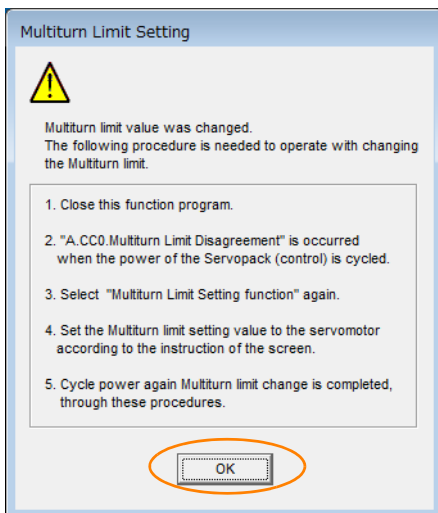 Multiturn Limit Setting
Multiturn limit value was changed.
The following procedure is needed to operate with changing
the Multiturn limit.
1. Close this function program.
2. "A.CC0.Multiturn Limit Disagreement" is occurred
when the power of the Servopack (control) is cycled.
3. Select "Multiturn Limit Setting function" again.
4. Set the Multiturn limit setting value to the servomotor
according to the instruction of the screen.
5. Cycle power again Multiturn limit change is completed,
through these procedures.
OK